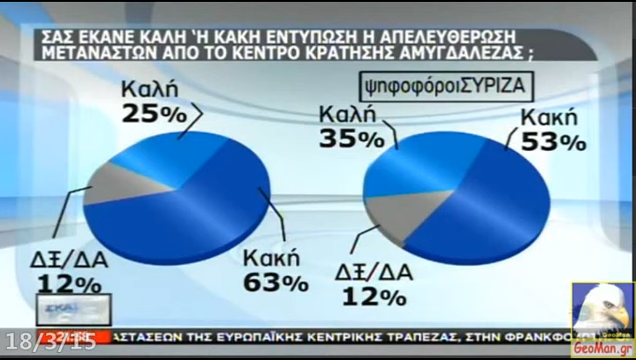 ΣΑΣ ΕΚΑΝΕ ΚΑΛΗ 'Η ΚΑΚΗ ΕΝΤΥΠΩΣΗ Η ΑΠΕΛΕΥΘΕΡΩΣΗ
ΜΕΤΑΝΑΣΤΩΝ ΑΠΟ ΤΟ ΚΕΝΤΡΟ ΚΡΑΤΗΣΗΣ ΑΜΥΓΔΑΛΕΖΑΣ ;
Καλή
25%
ΔΞ/ΔΑ
12%
Κακή
63%
ψηφοφόροιΣΥΡΙΖΑ
Καλή
35%
Κακή
53%
ΔΞ/ΔΑ
12%
ΣΚΑΪ
18/3/15
ΑΣΤΑΣΕΩΝ ΤΗΣ ΕΥΡΩΠΑΪΚΗΣ ΚΕΝΤΡΙΚΗΣ ΤΡΑΠΕΖΑΣ, ΣΤΗΝ ΦΡΑΝΚΦΟ
GeoMan.gr